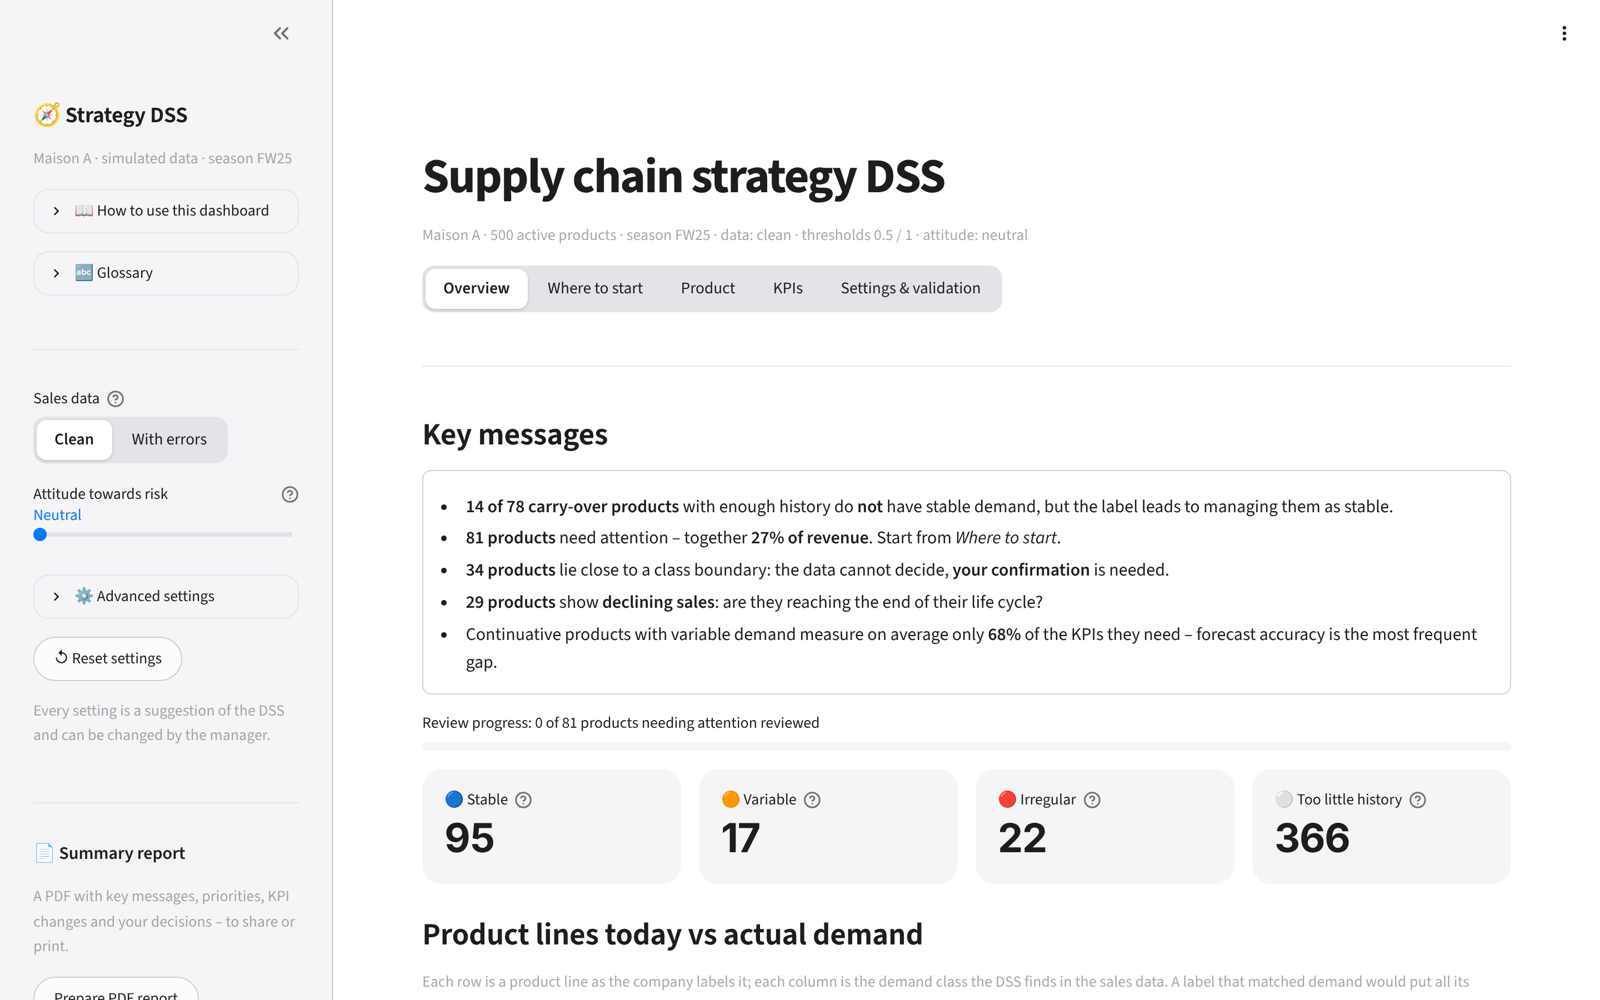 🧭 Strategy DSS
Maison A · simulated data · season FW25
📖 How to use this dashboard
🔤 Glossary
Sales data
Clean
With errors
Attitude towards risk
Neutral
⚙️ Advanced settings
Reset settings
Every setting is a suggestion of the DSS
and can be changed by the manager.
📄 Summary report
A PDF with key messages, priorities, KPI
changes and your decisions – to share or
print.
Prepare PDF report
Supply chain strategy DSS
Maison A · 500 active products · season FW25 · data: clean · thresholds 0.5 / 1 · attitude: neutral
Overview
Where to start
Product
KPIs
Settings & validation
Key messages
• 14 of 78 carry-over products with enough history do not have stable demand, but the label leads to managing them as stable.
• 81 products need attention – together 27% of revenue. Start from Where to start.
• 34 products lie close to a class boundary: the data cannot decide, your confirmation is needed.
• 29 products show declining sales: are they reaching the end of their life cycle?
• Continuative products with variable demand measure on average only 68% of the KPIs they need – forecast accuracy is the most frequent
gap.
Review progress: 0 of 81 products needing attention reviewed
🔵 Stable
95
🟠 Variable
17
🔴 Irregular
22
⚪ Too little history
366
Product lines today vs actual demand
Each row is a product line as the company labels it; each column is the demand class the DSS finds in the sales data. A label that matched demand would put all its